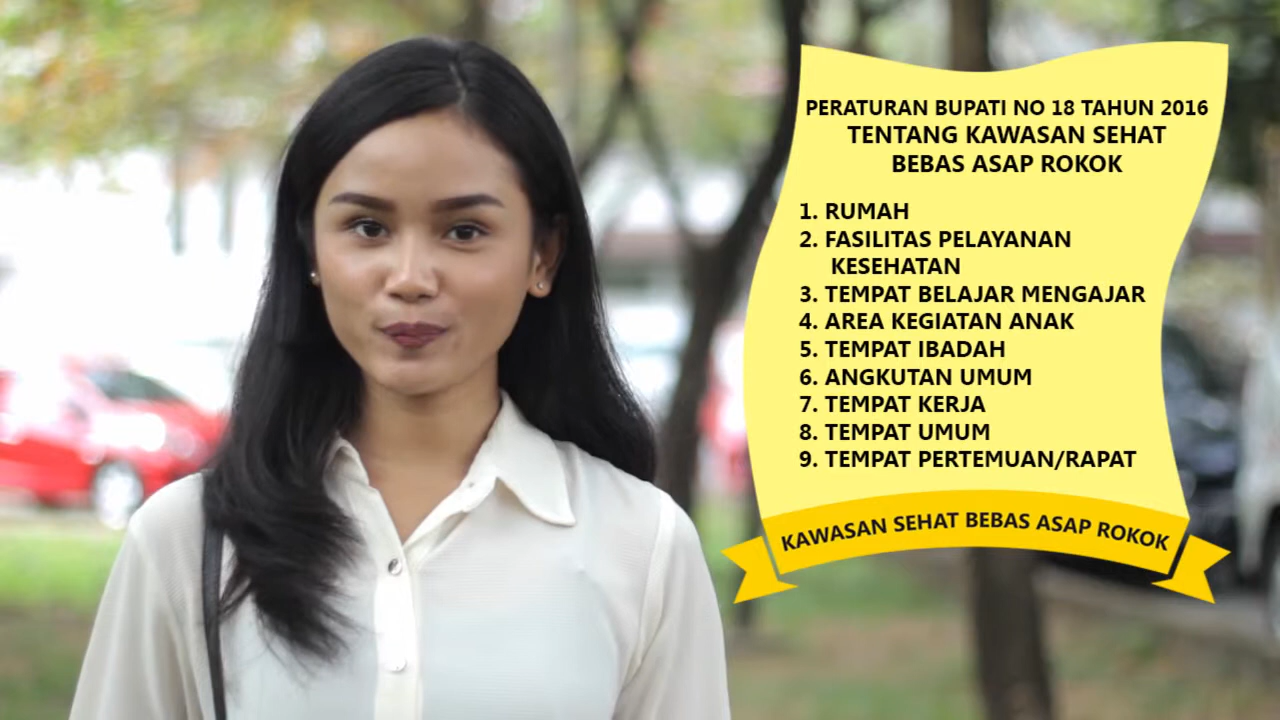 PERATURAN BUPATI NO 18 TAHUN 2016
TENTANG KAWASAN SEHAT
BEBAS ASAP ROKOK
1. RUMAH
2. FASILITAS PELAYANAN
KESEHATAN
3. TEMPAT BELAJAR MENGAJAR
4. AREA KEGIATAN ANAK
5. TEMPAT IBADAH
6. ANGKUTAN UMUM
7. TEMPAT KERJA
8. TEMPAT UMUM
9. TEMPAT PERTEMUAN/RAPAT
KAWASAN SEHAT BEBAS ASAP ROKOK